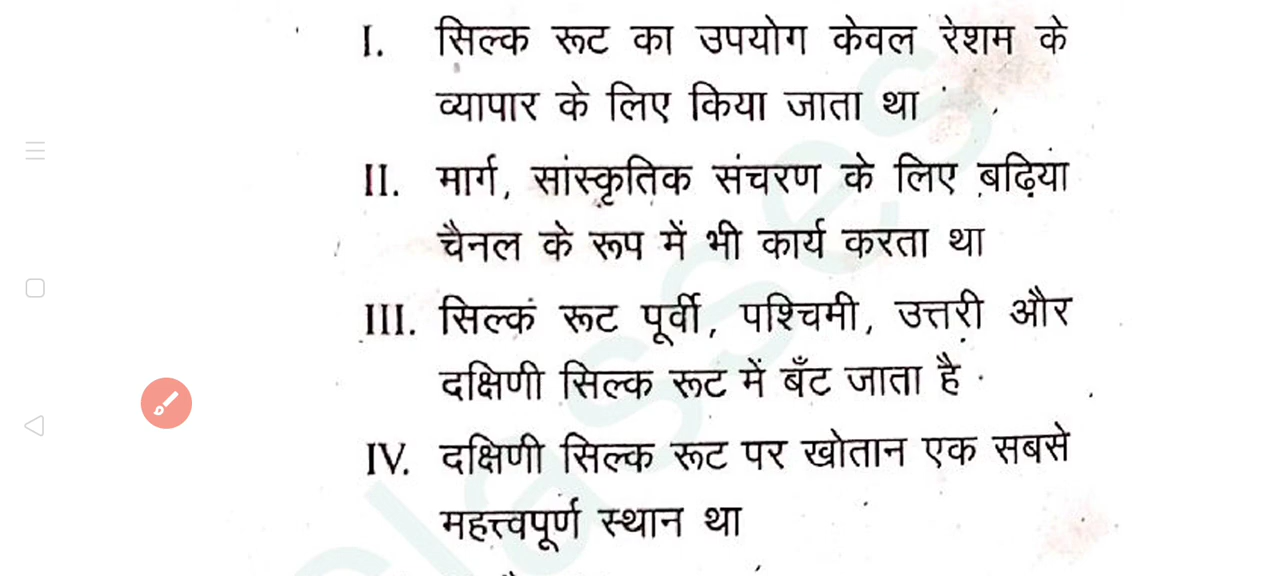 I. सिल्क रूट का उपयोग केवल रेशम के
व्यापार के लिए किया जाता था
II. मार्ग, सांस्कृतिक संचरण के लिए बढ़िया
चैनल के रूप में भी कार्य करता था
III. सिल्क रूट पूर्वी, पश्चिमी, उत्तरी और
दक्षिणी सिल्क रूट में बँट जाता है
IV. दक्षिणी सिल्क रूट पर खोतान एक सबसे
महत्त्वपूर्ण स्थान था